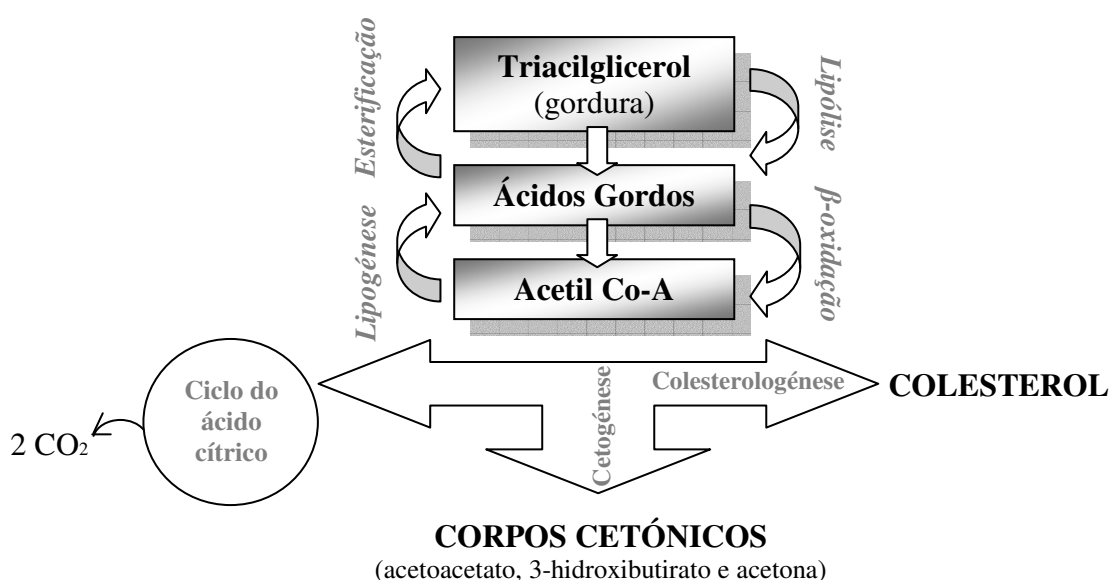 Triacilglicerol
(gordura)
Esterificação
Lipólise
Ácidos Gordos
Lipogénese
β-oxidação
Acetil Co-A
Ciclo do
ácido
cítrico
2 CO₂
Cetogénese
Colesterologénese
COLESTEROL
CORPOS CETÓNICOS
(acetoacetato, 3-hidroxibutirato e acetona)